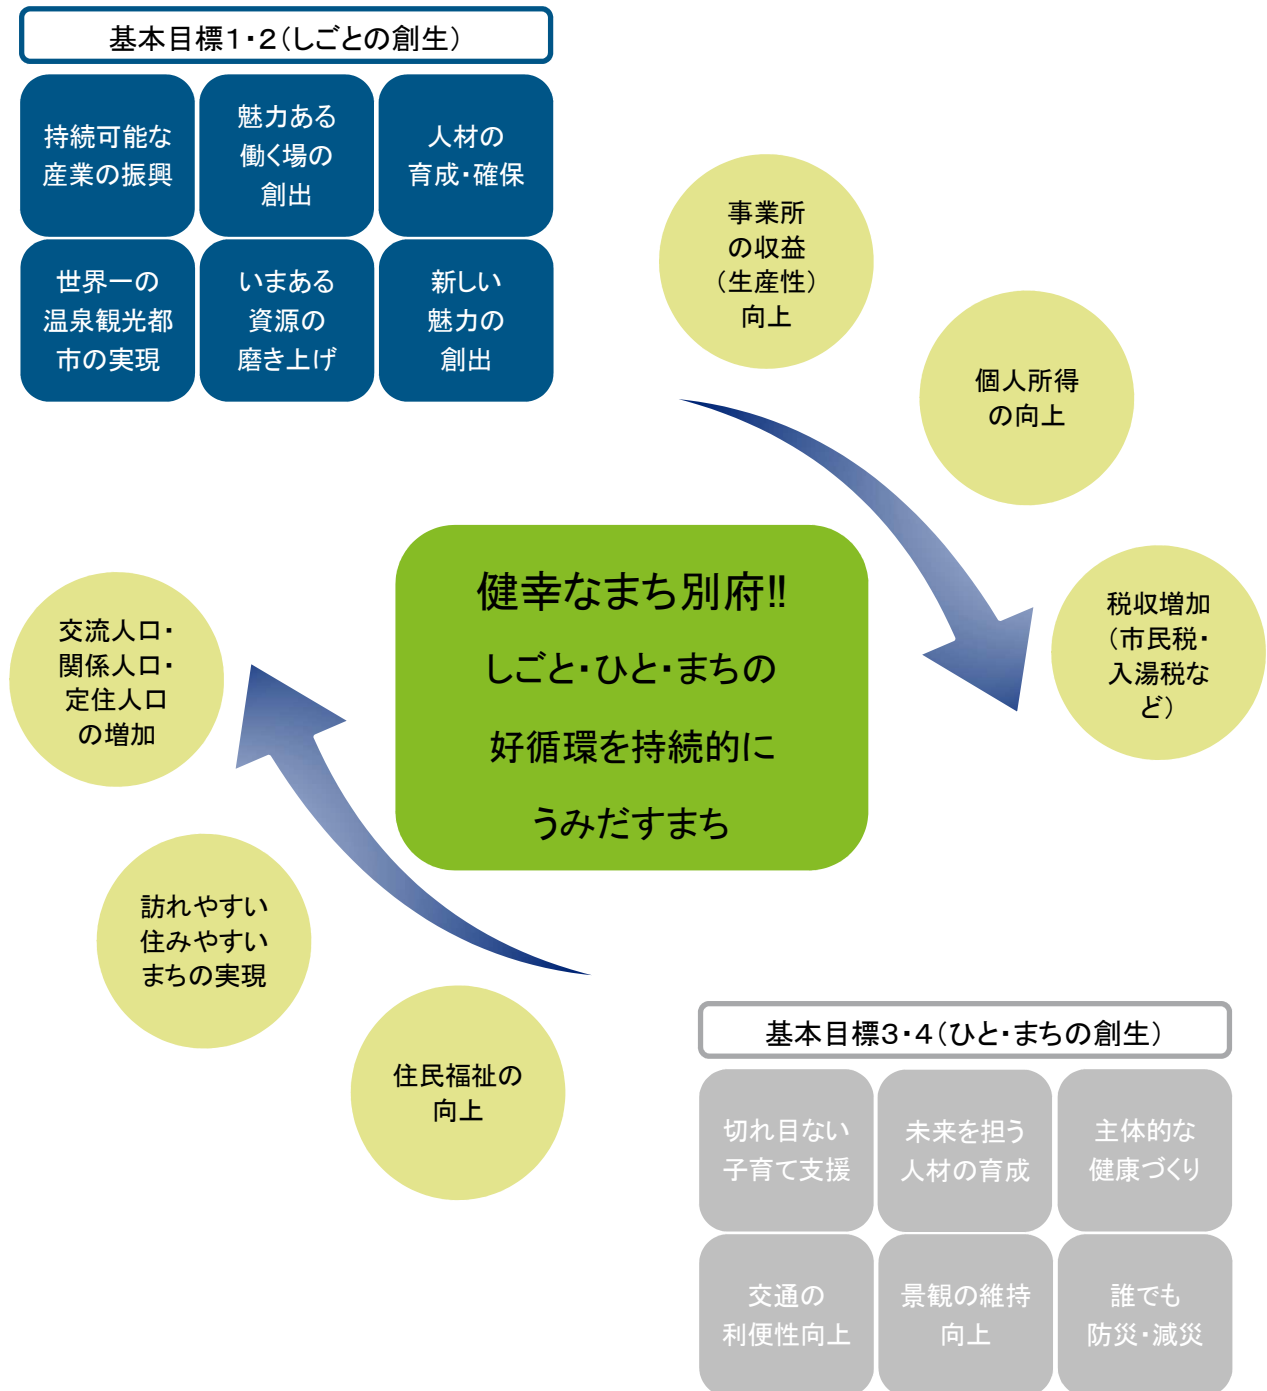 基本目標1・2(しごとの創生)
持続可能な
産業の振興
魅力ある
働く場の
創出
人材の
育成・確保
世界一の
温泉観光都
市の実現
いまある
資源の
磨き上げ
新しい
魅力の
創出
事業所
の収益
(生産性)
向上
個人所得
の向上
税収増加
(市民税・
入湯税な
ど)
健幸なまち別府!!
しごと・ひと・まちの
好循環を持続的に
うみだすまち
交流人口・
関係人口・
定住人口
の増加
訪れやすい
住みやすい
まちの実現
住民福祉の
向上
基本目標3・4(ひと・まちの創生)
切れ目ない
子育て支援
未来を担う
人材の育成
主体的な
健康づくり
交通の
利便性向上
景観の維持
向上
誰でも
防災・減災